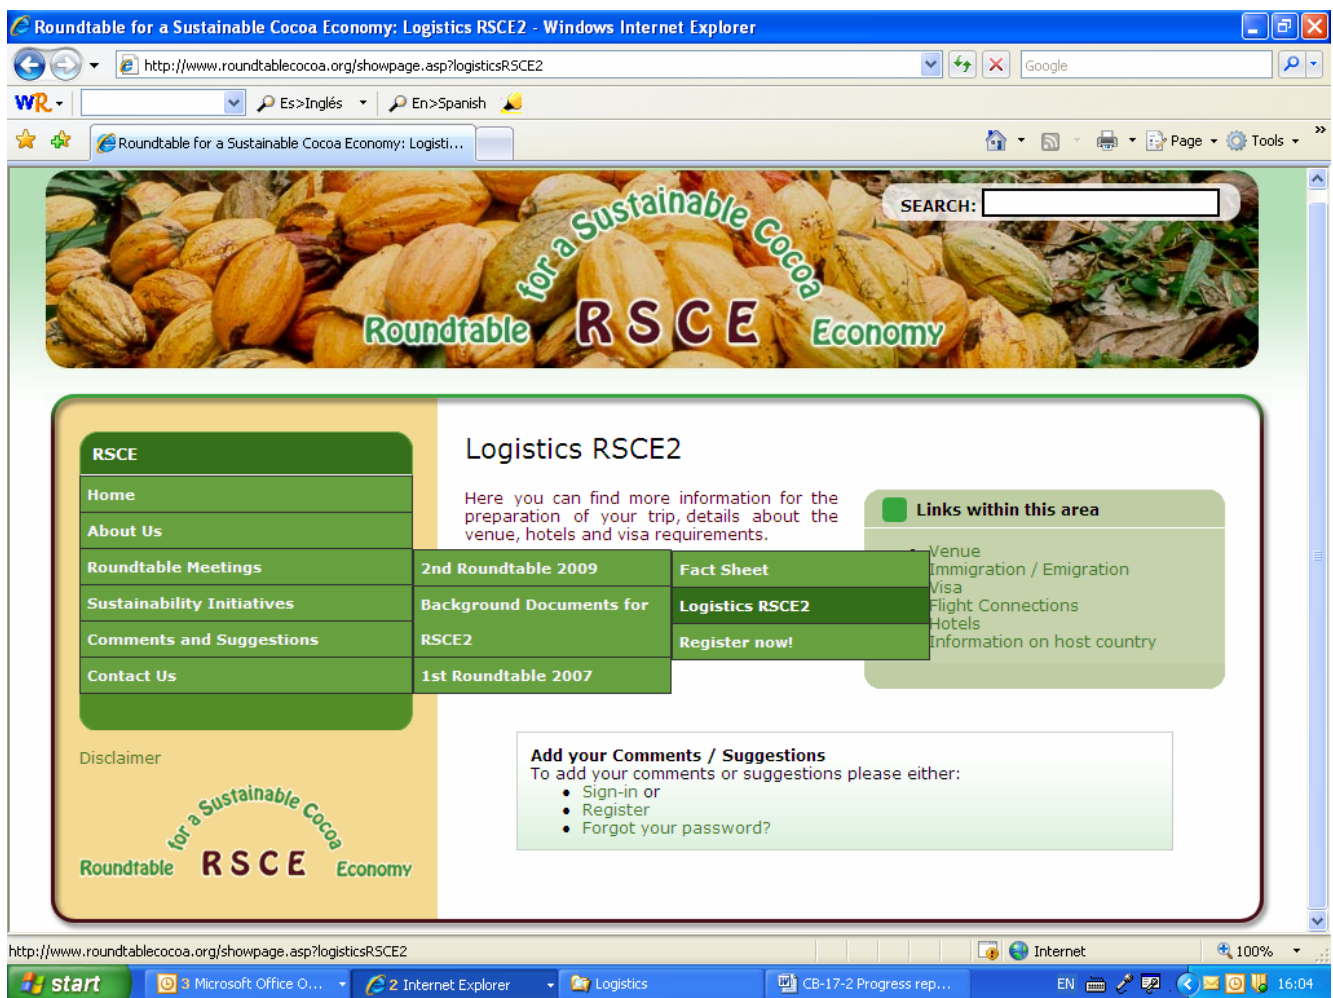 Roundtable for a Sustainable Cocoa Economy: Logistics RSCE2 - Windows Internet Explorer
http://www.roundtablecocoa.org/showpage.asp?logisticsRSCE2
Google
WR
Es>Inglés
En>Spanish
Roundtable for a Sustainable Cocoa Economy: Logisti...
Page
Tools
»
SEARCH:
Roundtable for a Sustainable Cocoa Economy
RSCE
RSCE
Home
About Us
Roundtable Meetings
Sustainability Initiatives
Comments and Suggestions
Contact Us
2nd Roundtable 2009
Background Documents for
RSCE2
1st Roundtable 2007
Fact Sheet
Logistics RSCE2
Register now!
Disclaimer
Roundtable for a Sustainable Cocoa Economy
RSCE
Logistics RSCE2
Here you can find more information for the
preparation of your trip, details about the
venue, hotels and visa requirements.
Links within this area
Venue
Immigration / Emigration
Visa
Flight Connections
Hotels
Information on host country
Add your Comments / Suggestions
To add your comments or suggestions please either:
Sign-in or
Register
Forgot your password?
http://www.roundtablecocoa.org/showpage.asp?logisticsRSCE2
Internet
100%
start
3 Microsoft Office O...
2 Internet Explorer
Logistics
CB-17-2 Progress rep...
EN
16:04